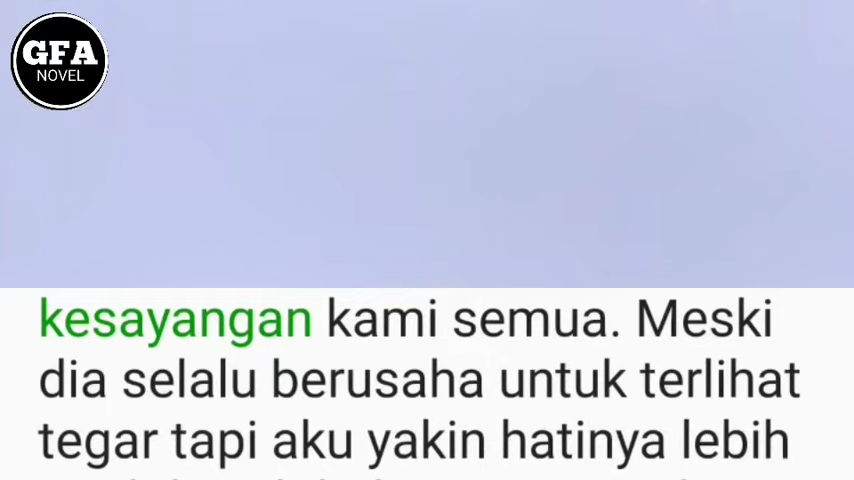 GFA
NOVEL
kesayangan kami semua. Meski
dia selalu berusaha untuk terlihat
tegar tapi aku yakin hatinya lebih